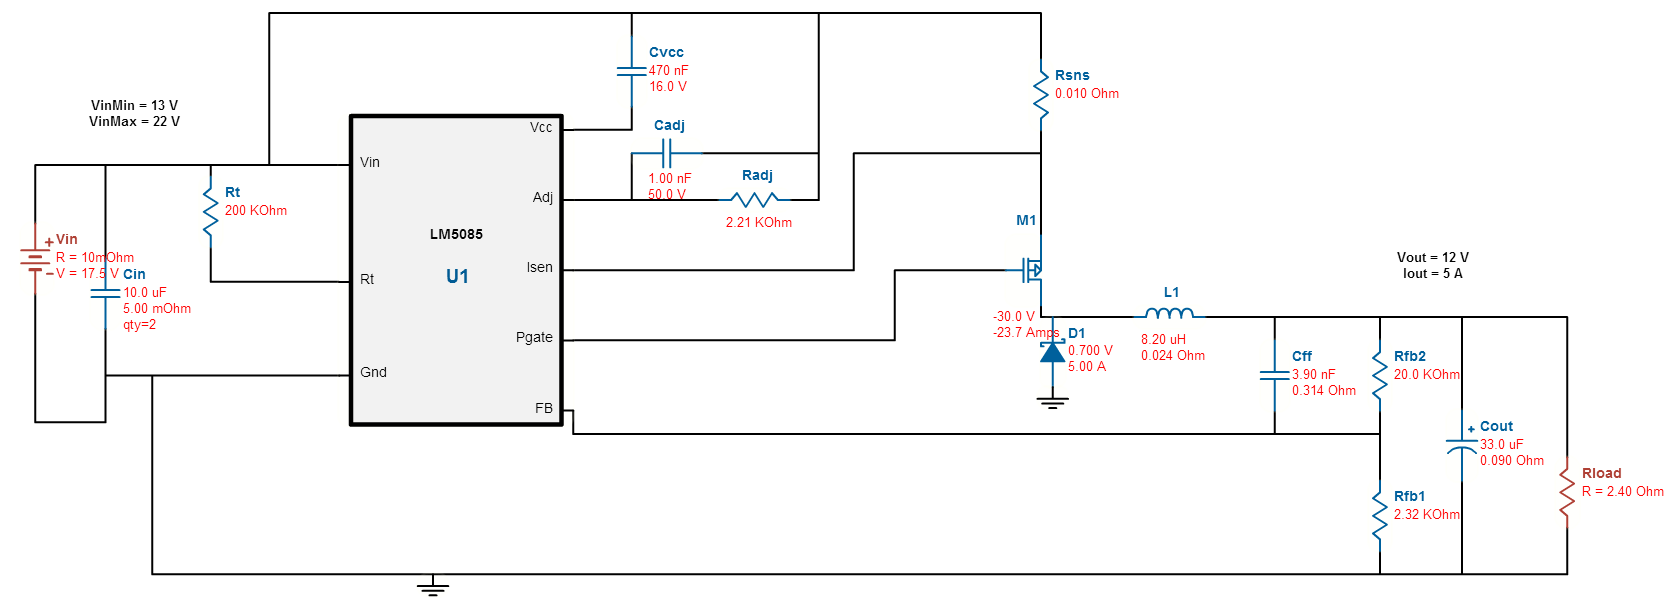 Cvcc
470 nF
16.0 V
Rsns
0.010 Ohm
VinMin = 13 V
VinMax = 22 V
Vcc
Cadj
1.00 nF
50.0 V
Vin
Radj
2.21 KOhm
Rt
200 KOhm
Adj
LM5085
U1
M1
-30.0 V
-23.7 Amps
Vin
R = 10mOhm
V = 17.5 V
Cin
10.0 uF
5.00 mOhm
qty=2
Rt
Isen
Pgate
Gnd
FB
Vout = 12 V
Iout = 5 A
L1
8.20 uH
0.024 Ohm
D1
0.700 V
5.00 A
Cff
3.90 nF
0.314 Ohm
Rfb2
20.0 KOhm
Cout
33.0 uF
0.090 Ohm
Rload
R = 2.40 Ohm
Rfb1
2.32 KOhm